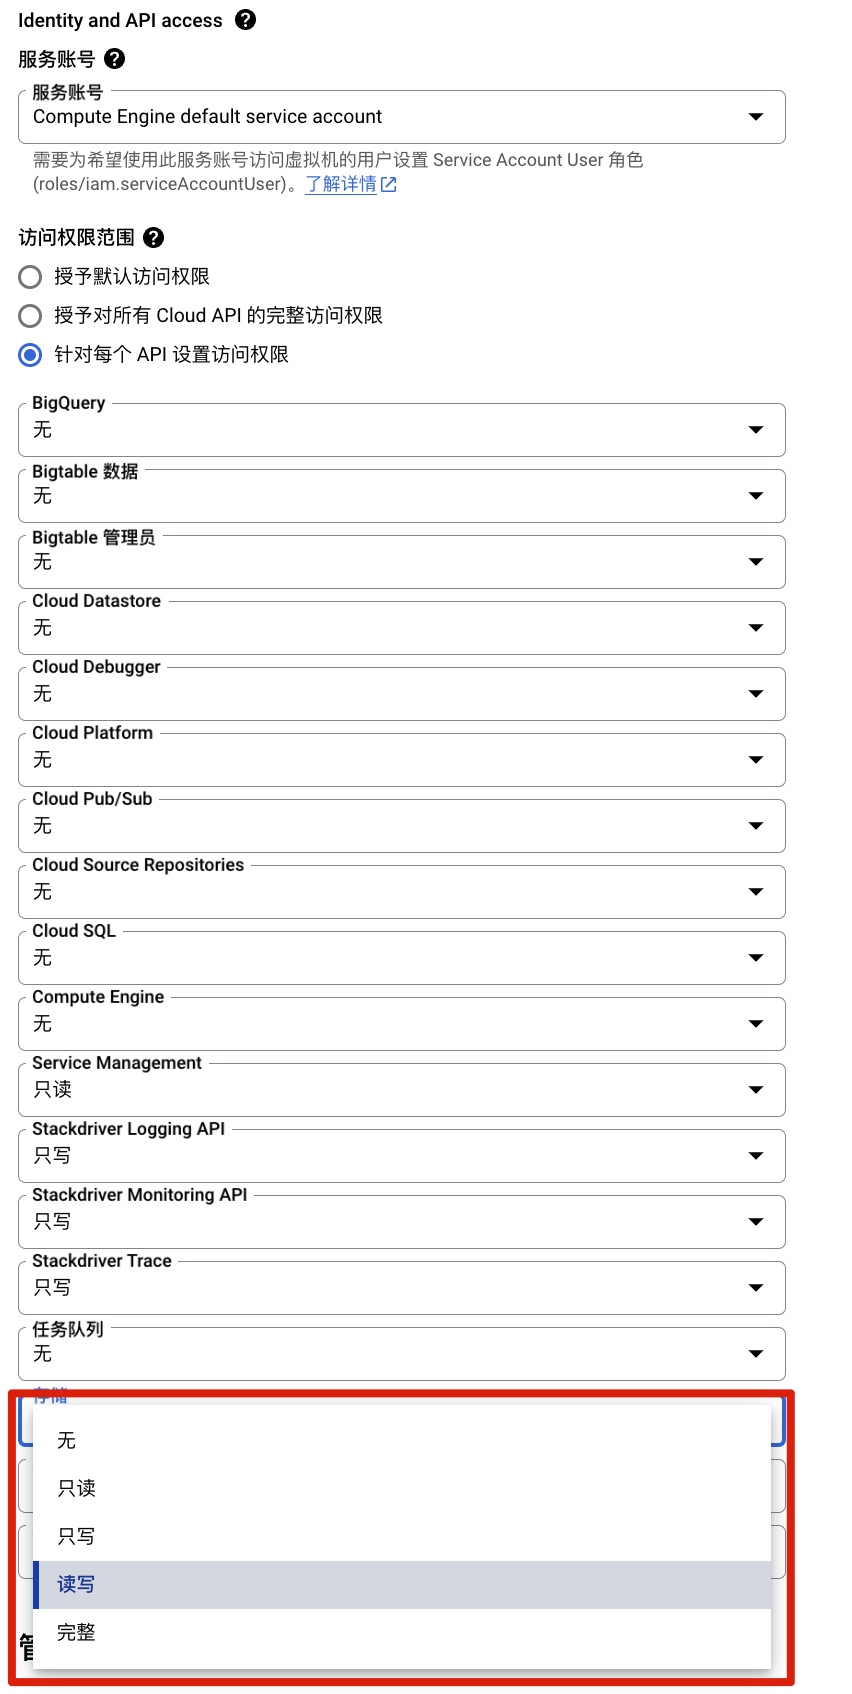 Identity and API access
服务账号
服务账号
Compute Engine default service account
需要为希望使用此服务账号访问虚拟机的用户设置 Service Account User 角色
(roles/iam.serviceAccountUser)。了解详情
访问权限范围
授予默认访问权限
授予对所有 Cloud API 的完整访问权限
针对每个 API 设置访问权限
BigQuery
无
Bigtable 数据
无
Bigtable 管理员
无
Cloud Datastore
无
Cloud Debugger
无
Cloud Platform
无
Cloud Pub/Sub
无
Cloud Source Repositories
无
Cloud SQL
无
Compute Engine
无
Service Management
只读
Stackdriver Logging API
只写
Stackdriver Monitoring API
只写
Stackdriver Trace
只写
任务队列
无
存储
无
只读
只写
读写
完整